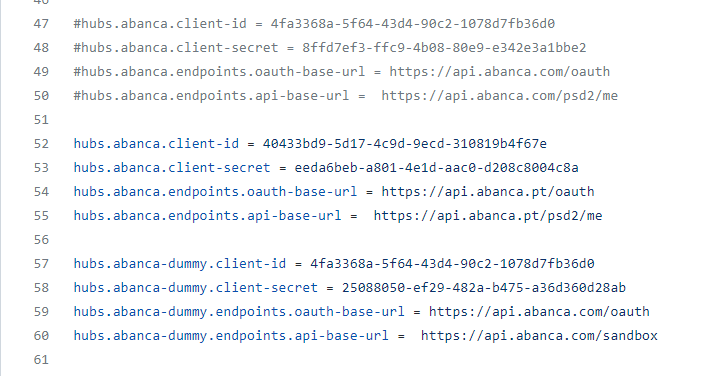 47 #hubs.abanca.client-id = 4fa3368a-5f64-43d4-90c2-1078d7fb36d0
48 #hubs.abanca.client-secret = 8ffd7ef3-ffc9-4b08-80e9-e342e3a1bbe2
49 #hubs.abanca.endpoints.oauth-base-url = https://api.abanca.com/oauth
50 #hubs.abanca.endpoints.api-base-url =  https://api.abanca.com/psd2/me
51
52 hubs.abanca.client-id = 40433bd9-5d17-4c9d-9ecd-310819b4f67e
53 hubs.abanca.client-secret = eeda6beb-a801-4e1d-aac0-d208c8004c8a
54 hubs.abanca.endpoints.oauth-base-url = https://api.abanca.pt/oauth
55 hubs.abanca.endpoints.api-base-url =  https://api.abanca.pt/psd2/me
56
57 hubs.abanca-dummy.client-id = 4fa3368a-5f64-43d4-90c2-1078d7fb36d0
58 hubs.abanca-dummy.client-secret = 25088050-ef29-482a-b475-a36d360d28ab
59 hubs.abanca-dummy.endpoints.oauth-base-url = https://api.abanca.com/oauth
60 hubs.abanca-dummy.endpoints.api-base-url =  https://api.abanca.com/sandbox
61